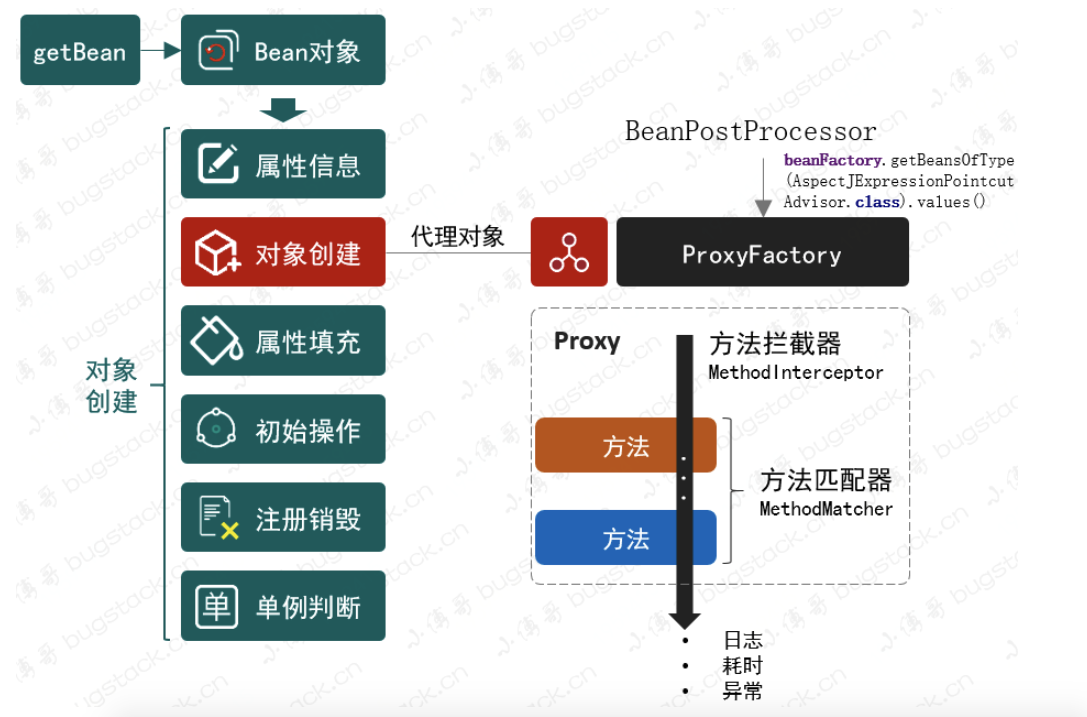 getBean
Bean对象
属性信息
对象创建
属性填充
初始操作
注册销毁
单
单例判断
对象
创建
代理对象
BeanPostProcessor
beanFactory.getBeansOfType
(AspectJExpressionPointcut
Advisor.class).values()
ProxyFactory
Proxy
方法拦截器
MethodInterceptor
方法
方法
方法匹配器
MethodMatcher
• 日志
• 耗时
• 异常
小傅哥 bugstack.cn